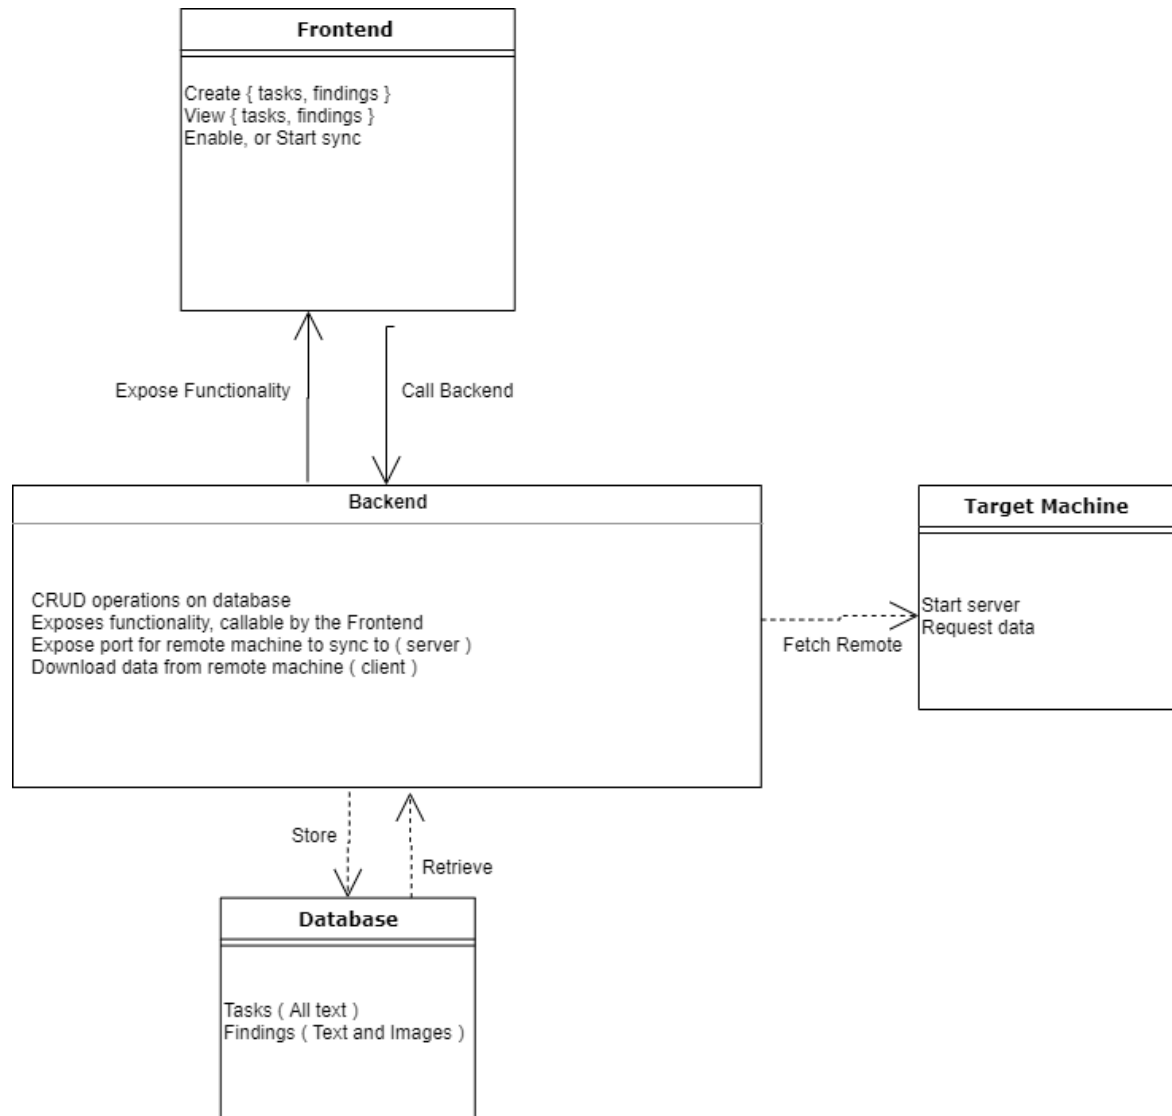 Frontend
Create { tasks, findings }
View { tasks, findings }
Enable, or Start sync
Expose Functionality
Call Backend
Backend
CRUD operations on database
Exposes functionality, callable by the Frontend
Expose port for remote machine to sync to ( server )
Download data from remote machine ( client )
Fetch Remote
Target Machine
Start server
Request data
Store
Retrieve
Database
Tasks ( All text )
Findings ( Text and Images )